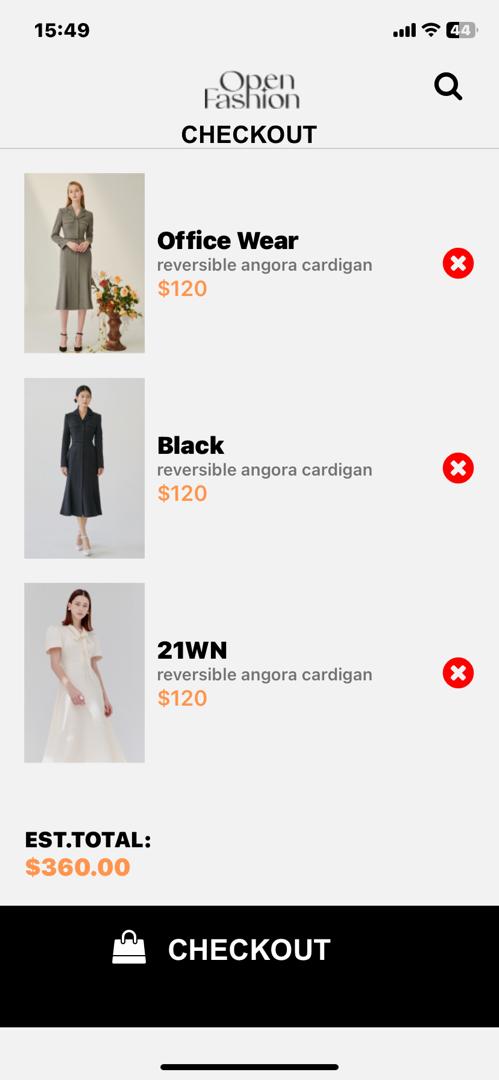 15:49
44
Open
Fashion
CHECKOUT
Office Wear
reversible angora cardigan
$120
Black
reversible angora cardigan
$120
21WN
reversible angora cardigan
$120
EST.TOTAL:
$360.00
CHECKOUT